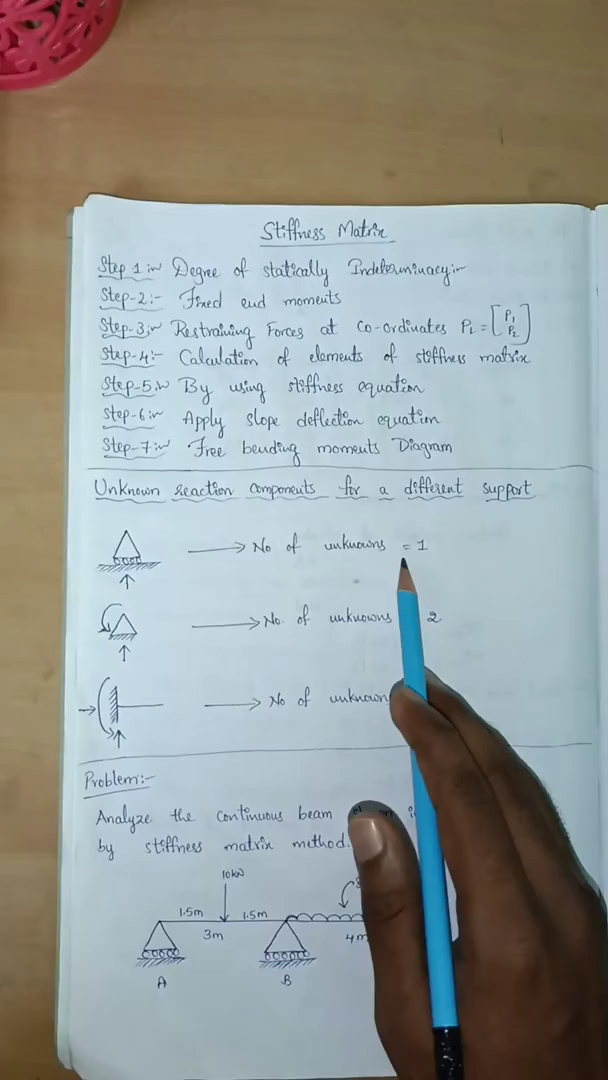 Stiffness Matrix
Step 1:- Degree of statically Indeterminacy:-
Step-2:- Fixed end moments
Step-3:- Restraining Forces at co-ordinates PL = [P1 P2]
Step-4:- Calculation of elements of stiffness matrix
Step-5:- By using stiffness equation
Step-6:- Apply slope deflection equation
Step-7:- Free bending moments Diagram
Unknown reaction components for a different support
No of unknowns = 1
No. of unknowns 2
No of unknown
Problem:-
Analyze the continuous beam
by stiffness matrix method.
10kN
1.5m 1.5m
3m 4m
A B